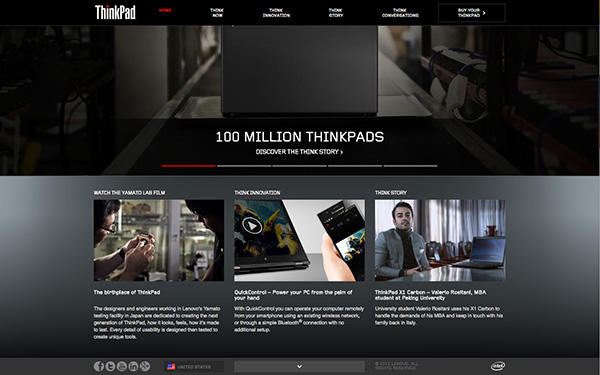 ThinkPad
HOME
THINK
NOW
THINK
INNOVATION
THINK
STORY
THINK
CONVERSATIONS
BUY YOUR
THINKPAD >
100 MILLION THINKPADS
DISCOVER THE THINK STORY >
WATCH THE YAMATO LAB FILM
The birthplace of ThinkPad
The designers and engineers working in Lenovo's Yamato
testing facility in Japan are dedicated to creating the next
generation of ThinkPad, how it looks, feels, how it's made
to last. Every detail of usability is designed then tested to
create unique tools.
THINK INNOVATION
QuickControl – Power your PC from the palm of
your hand
With QuickControl you can operate your computer remotely
from your smartphone using an existing wireless network,
or through a simple Bluetooth® connection with no
additional setup.
THINK STORY
ThinkPad X1 Carbon – Valerio Rositani, MBA
student at Peking University
University student Valerio Rositani uses his X1 Carbon to
handle the demands of his MBA and keep in touch with his
family back in Italy.
UNITED STATES
LENOVO. ALL
RIGHTS RESERVED.
intel